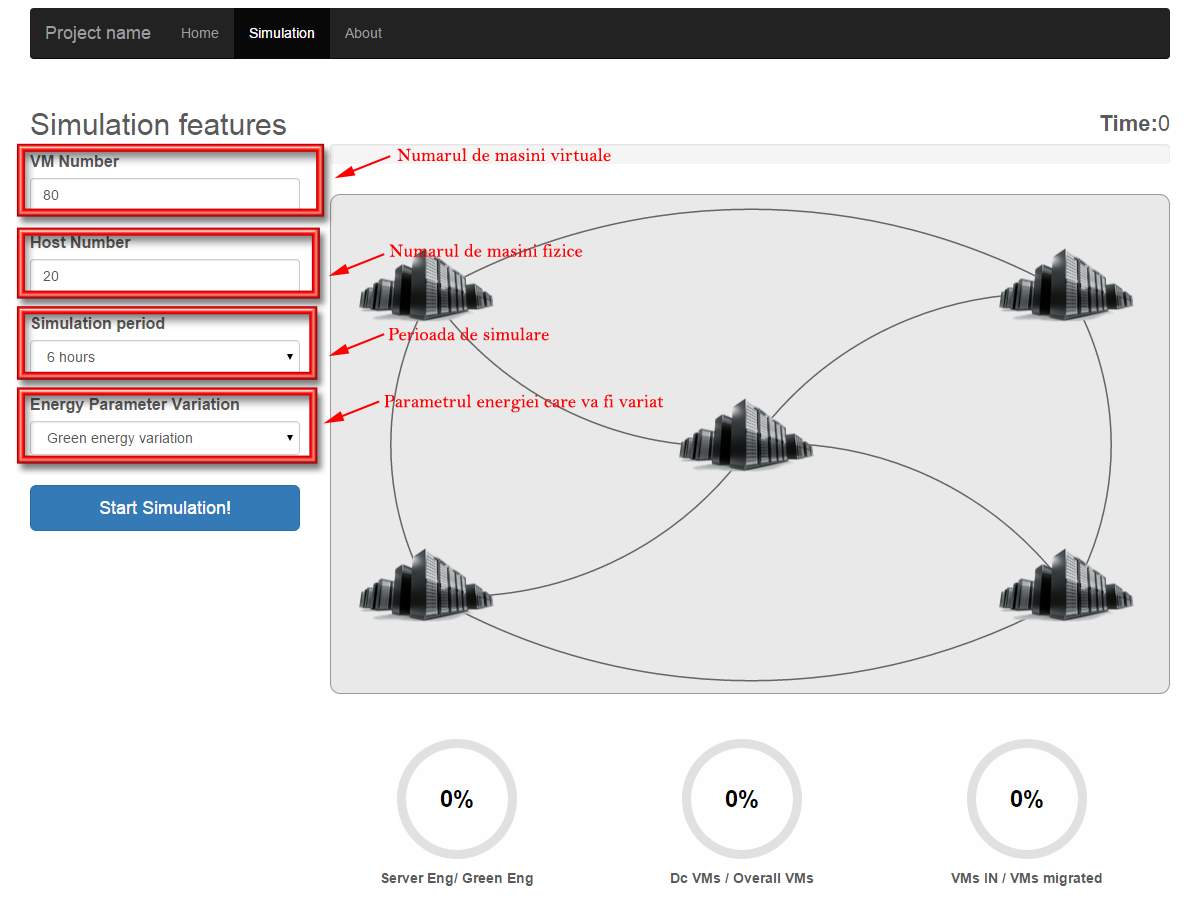 Project name Home Simulation About
Simulation features
Time:0
VM Number
80
Numarul de masini virtuale
Host Number
20
Numarul de masini fizice
Simulation period
6 hours
Perioada de simulare
Energy Parameter Variation
Green energy variation
Parametrul energiei care va fi variat
Start Simulation!
0% 0% 0%
Server Eng/ Green Eng Dc VMs / Overall VMs VMs IN / VMs migrated